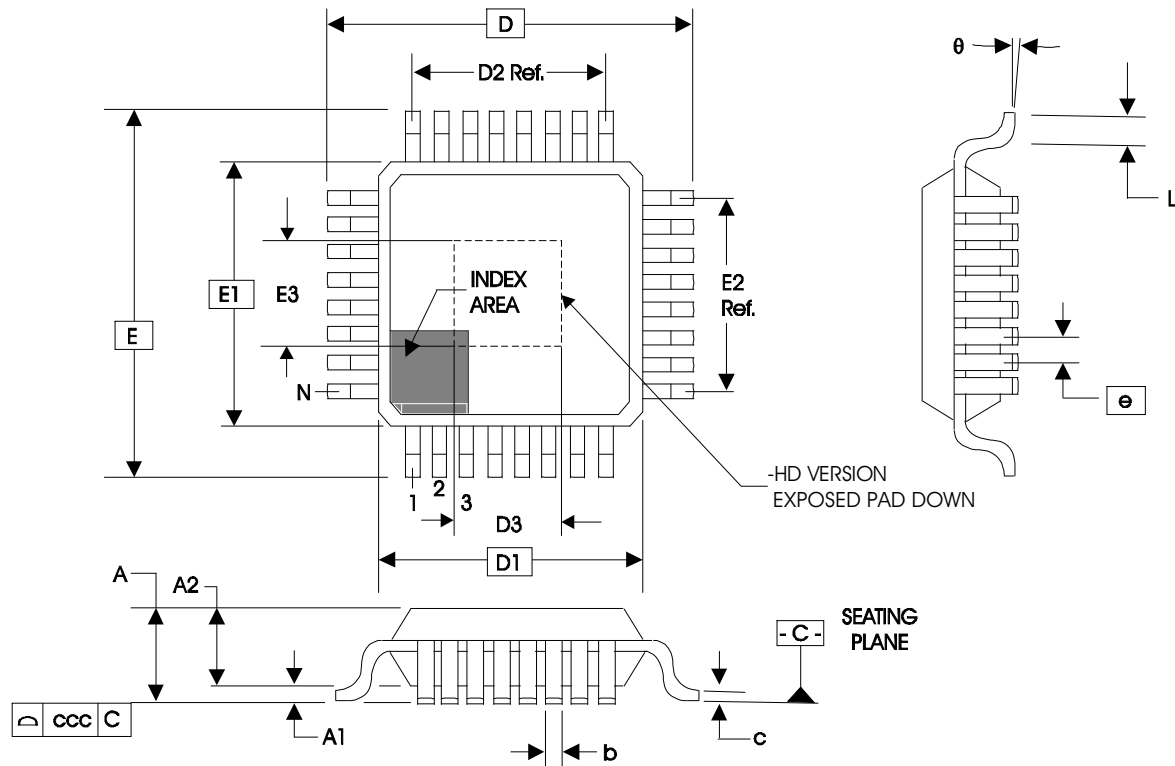 D
D2 Ref.
θ
L
E
E1
E3
INDEX
AREA
E2
Ref.
N
e
1
2
3
-HD VERSION
EXPOSED PAD DOWN
D3
D1
A
A2
-C-
SEATING
PLANE
ccc C
A1
b
c